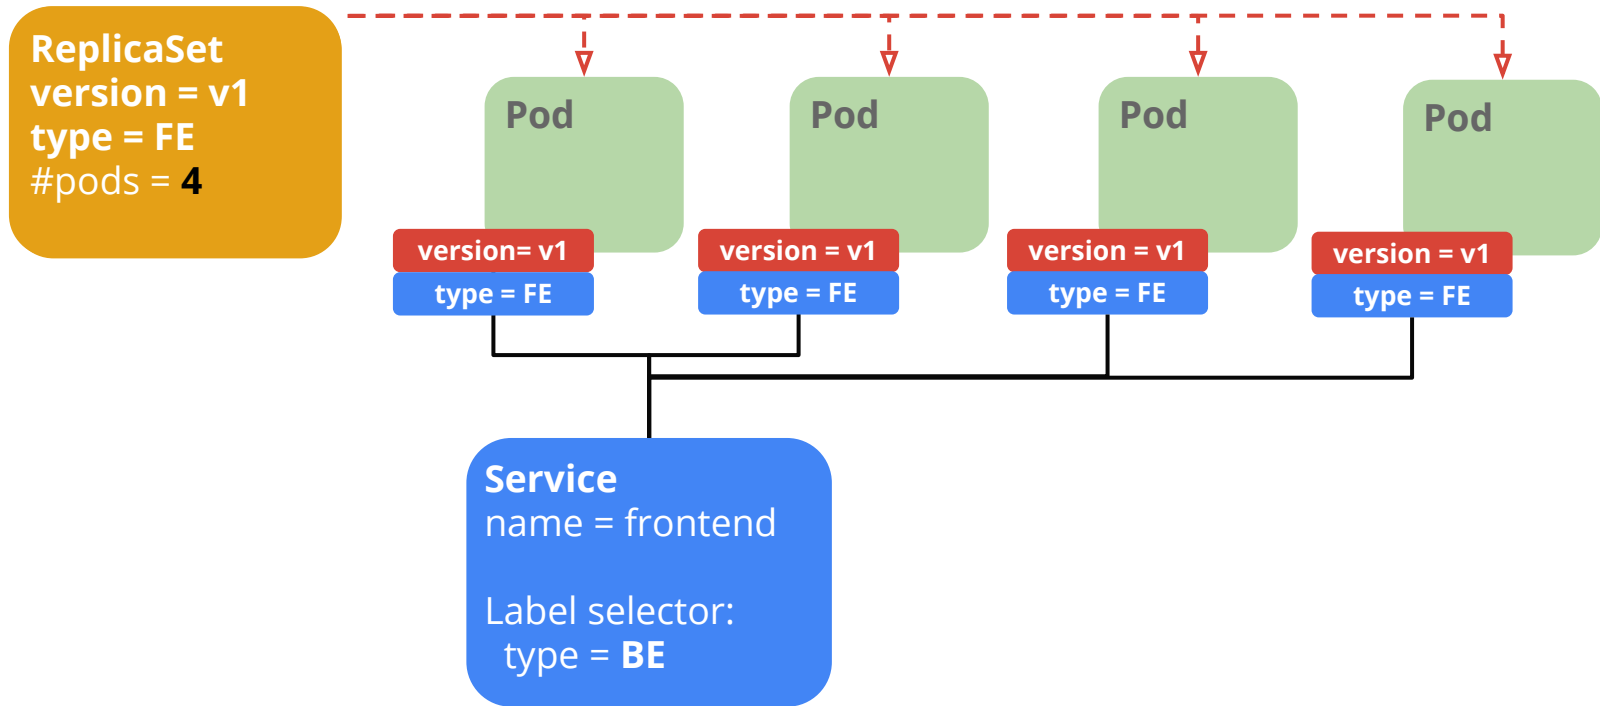 ReplicaSet
version = v1
type = FE
#pods = 4
Pod
Pod
Pod
Pod
version= v1
type = FE
version = v1
type = FE
version = v1
type = FE
version = v1
type = FE
Service
name = frontend
Label selector:
type = BE